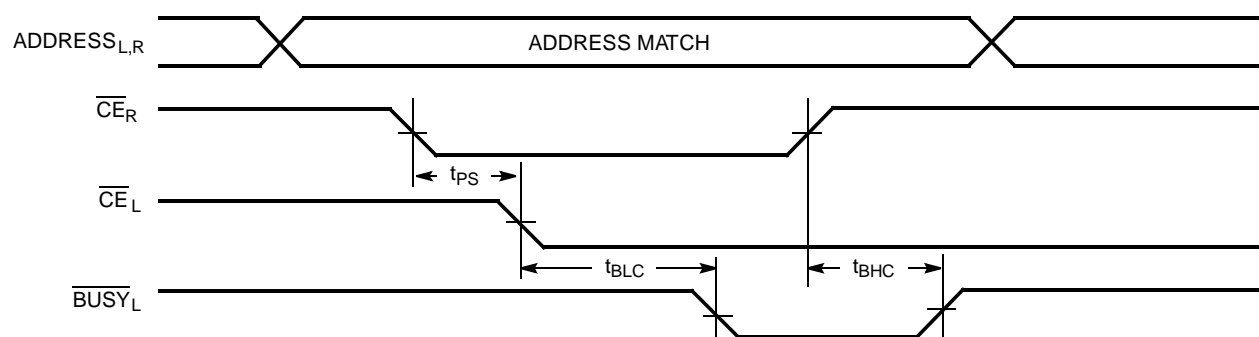 ADDRESS_L,R
ADDRESS MATCH
CE_R
t_PS
CE_L
t_BLC
t_BHC
BUSY_L